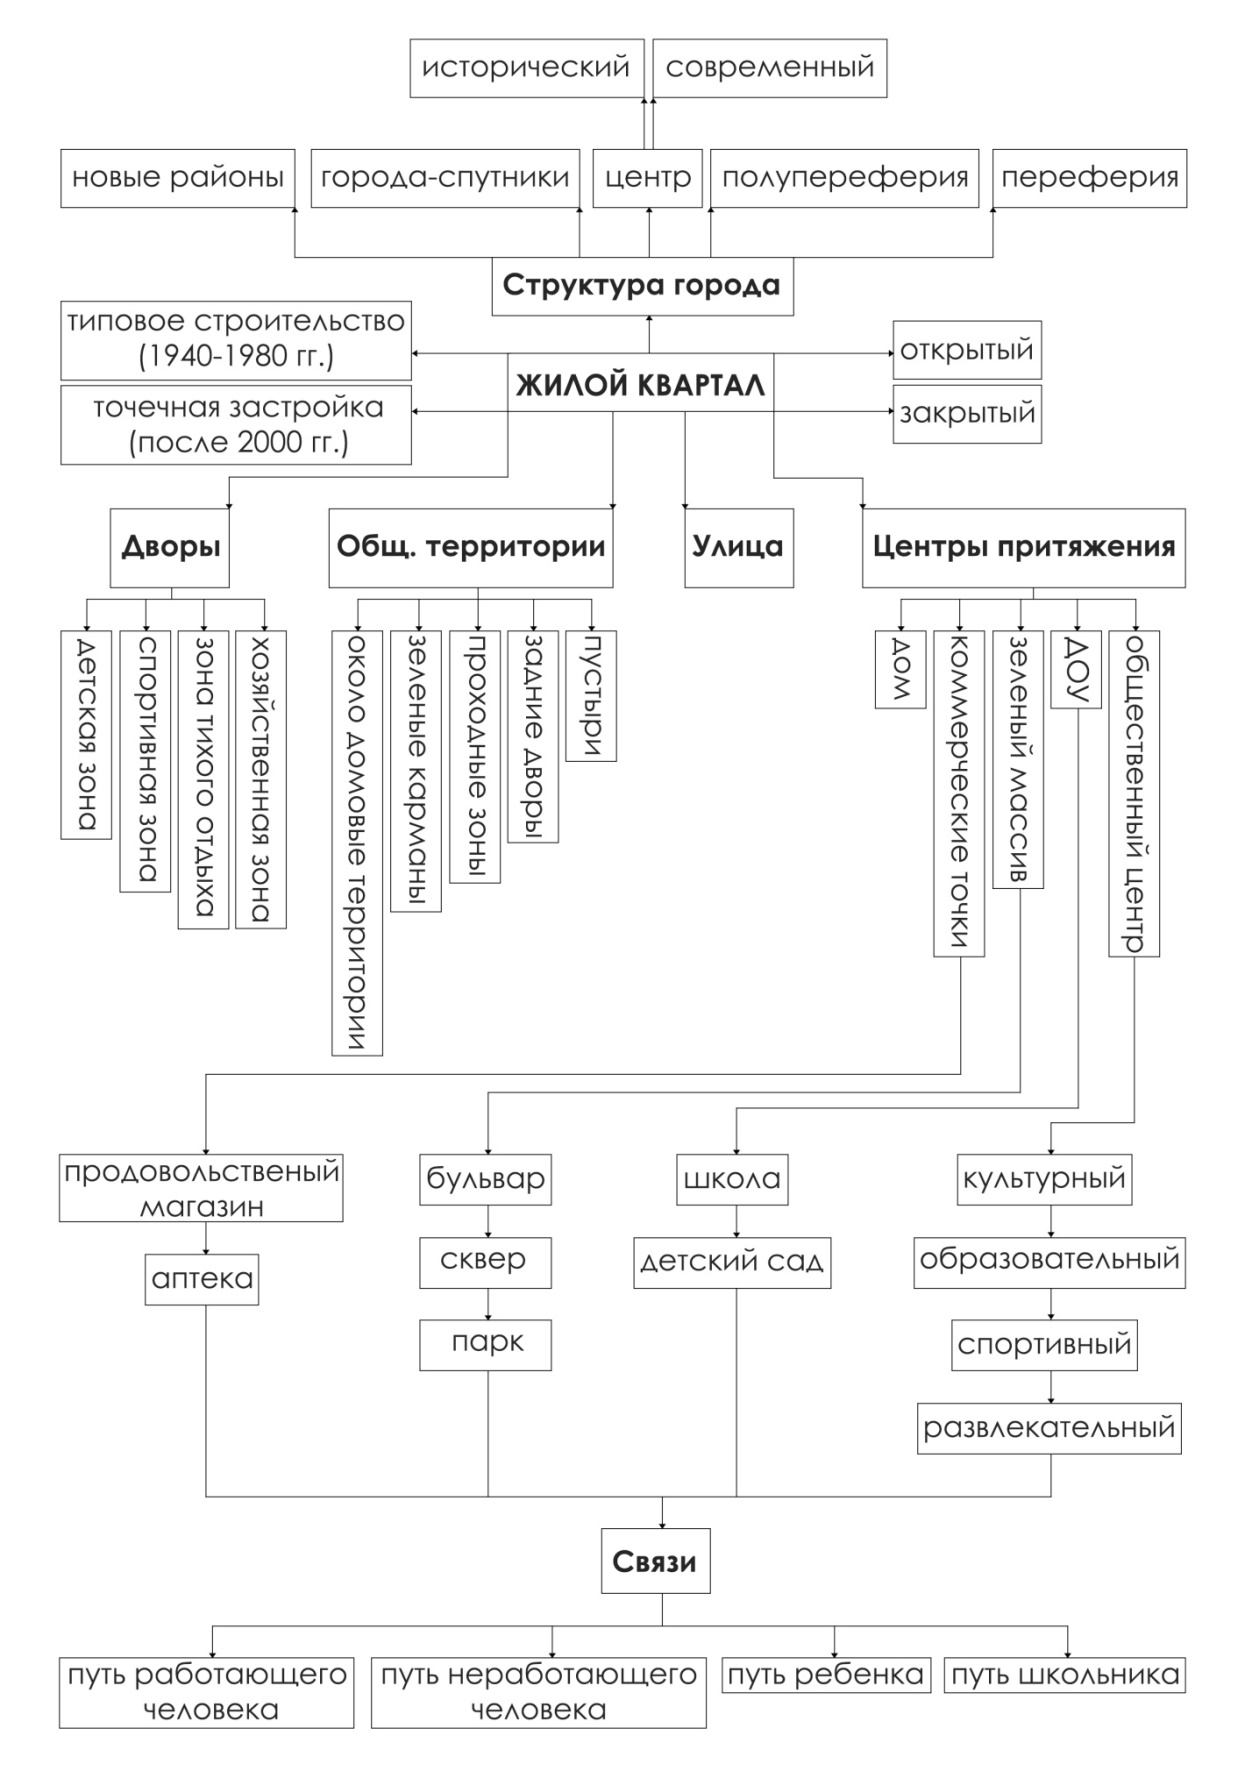 исторический
современный
новые районы
города-спутники
центр
полупереферия
переферия
Структура города
типовое строительство
(1940-1980 гг.)
открытый
ЖИЛОЙ КВАРТАЛ
точечная застройка
(после 2000 гг.)
закрытый
Дворы
Общ. территории
Улица
Центры притяжения
детская зона
спортивная зона
зона тихого отдыха
хозяйственная зона
около домовые территории
зеленые карманы
проходные зоны
задние дворы
пустыри
дом
коммерческие точки
зеленый массив
ДОУ
общественный центр
продовольственый
магазин
бульвар
школа
культурный
аптека
сквер
детский сад
образовательный
парк
спортивный
развлекательный
Связи
путь работающего
человека
путь неработающего
человека
путь ребенка
путь школьника